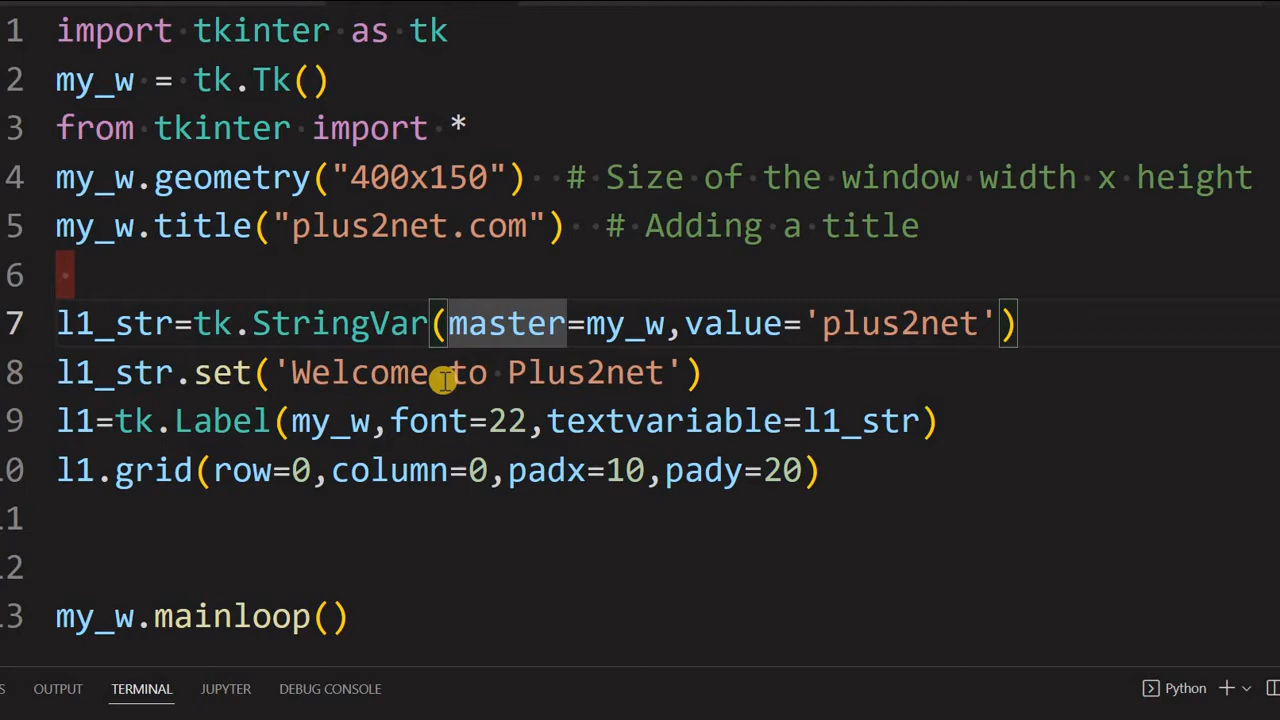 1 import tkinter as tk
2 my_w = tk.Tk()
3 from tkinter import *
4 my_w.geometry("400x150")  # Size of the window width x height
5 my_w.title("plus2net.com")  # Adding a title
6
7 l1_str=tk.StringVar(master=my_w,value='plus2net')
8 l1_str.set('Welcome to Plus2net')
9 l1=tk.Label(my_w,font=22,textvariable=l1_str)
10 l1.grid(row=0,column=0,padx=10,pady=20)
11
12
13 my_w.mainloop()
OUTPUT TERMINAL JUPYTER DEBUG CONSOLE Python